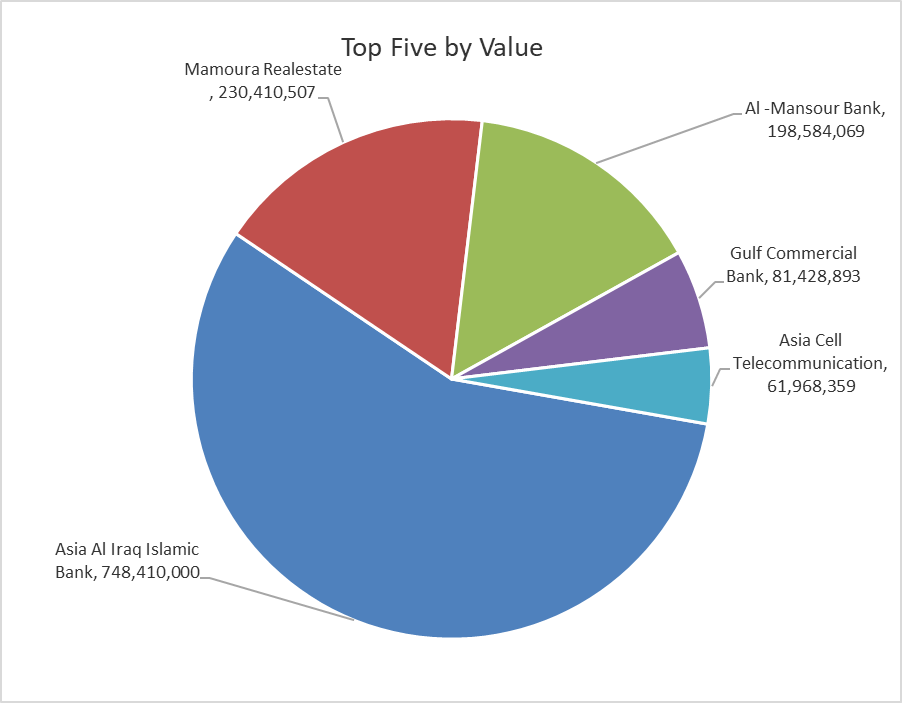 Top Five by Value
Mamoura Realestate
, 230,410,507
Al -Mansour Bank,
198,584,069
Gulf Commercial
Bank, 81,428,893
Asia Cell
Telecommunication,
61,968,359
Asia Al Iraq Islamic
Bank, 748,410,000